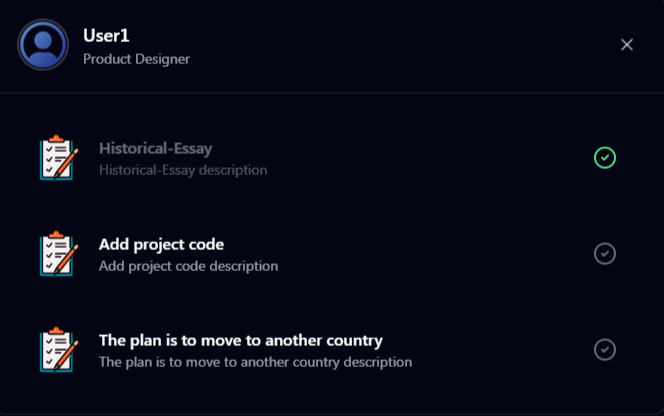 User1
Product Designer
Historical-Essay
Historical-Essay description
Add project code
Add project code description
The plan is to move to another country
The plan is to move to another country description